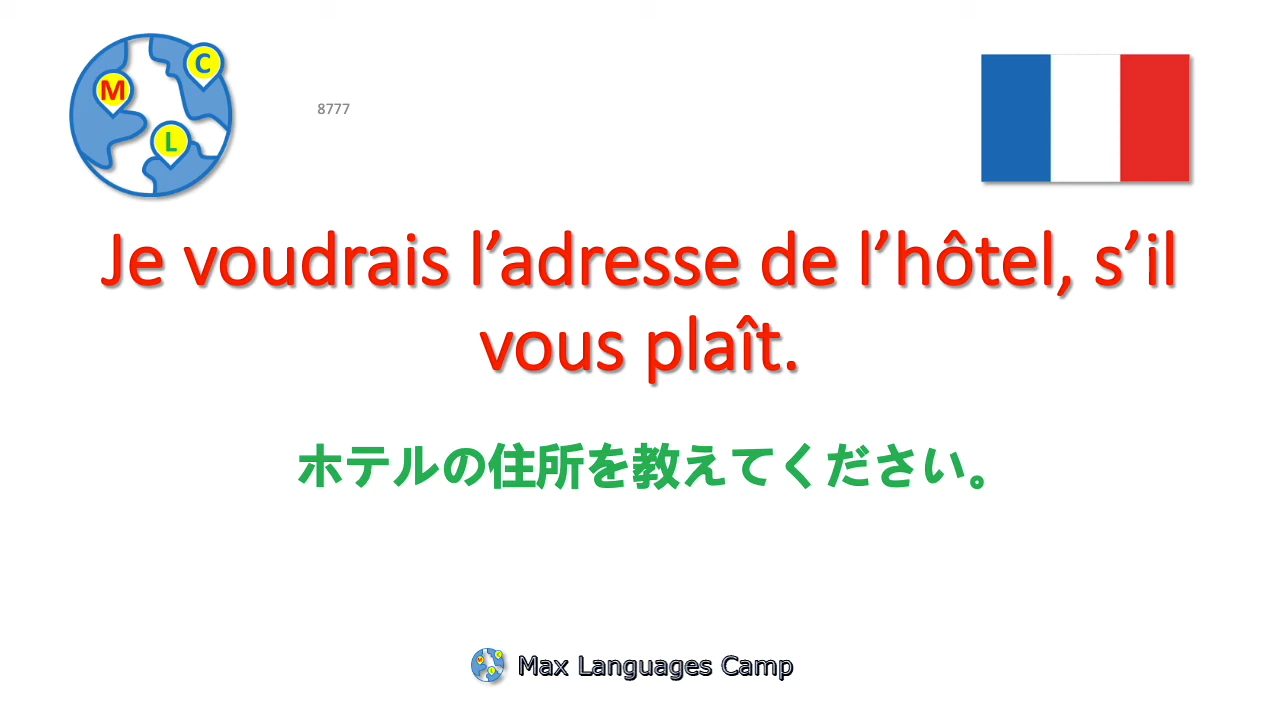 C
M
L
8777
Je voudrais l’adresse de l’hôtel, s’il
vous plaît.
ホテルの住所を教えてください。
Max Languages Camp